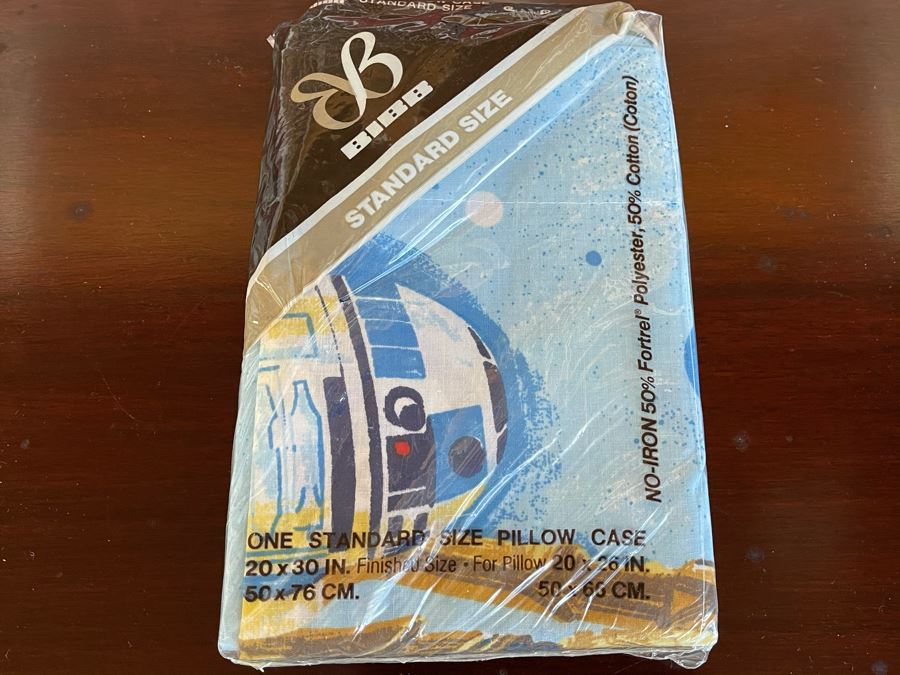 STANDARD SIZE
BIBB
STANDARD SIZE
NO-IRON 50% Fortrel® Polyester, 50% Cotton (Coton)
ONE STANDARD SIZE PILLOW CASE
20 x 30 IN. Finished Size • For Pillow 20 x 26 IN.
50 x 76 CM. 50 x 66 CM.